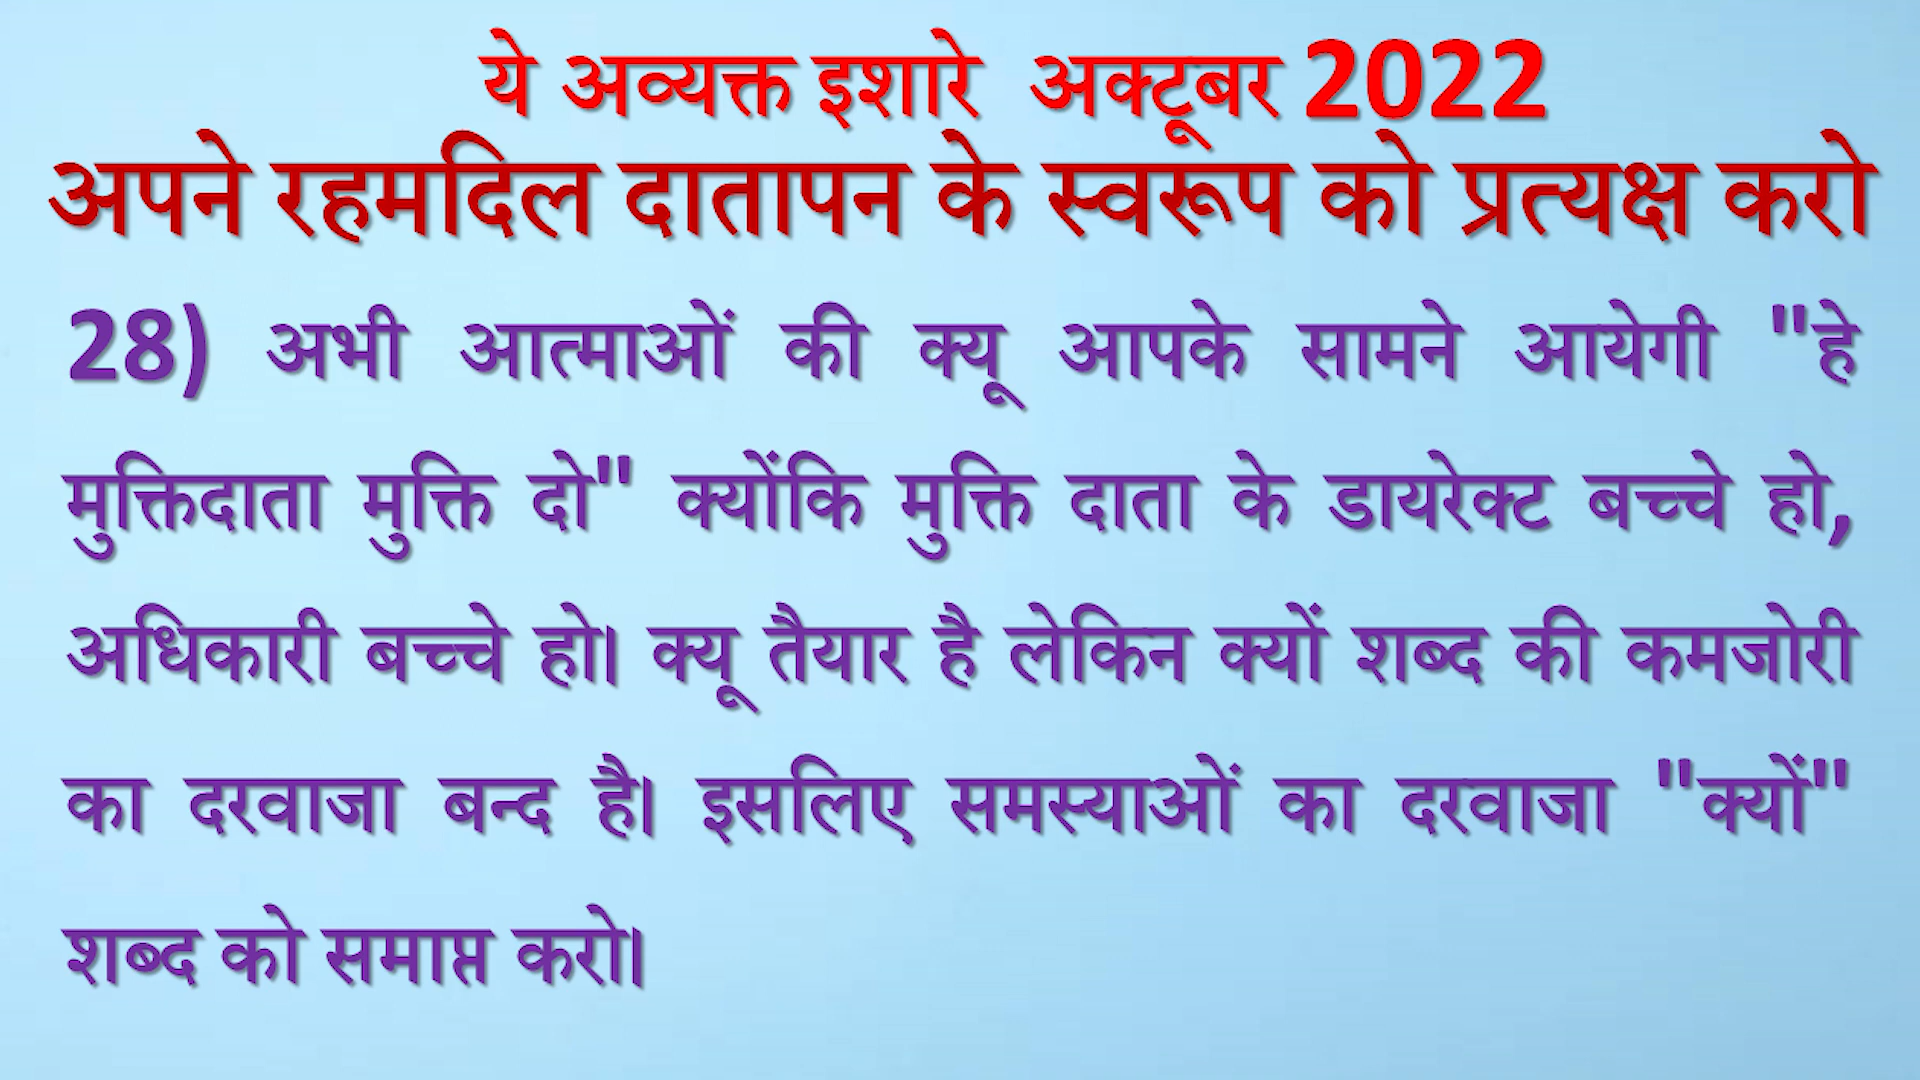 ये अव्यक्त इशारे अक्टूबर 2022
अपने रहमदिल दातापन के स्वरूप को प्रत्यक्ष करो
28) अभी आत्माओं की क्यू आपके सामने आयेगी "हे
मुक्तिदाता मुक्ति दो" क्योंकि मुक्ति दाता के डायरेक्ट बच्चे हो,
अधिकारी बच्चे हो। क्यू तैयार है लेकिन क्यों शब्द की कमजोरी
का दरवाजा बन्द है। इसलिए समस्याओं का दरवाजा "क्यों"
शब्द को समाप्त करो।